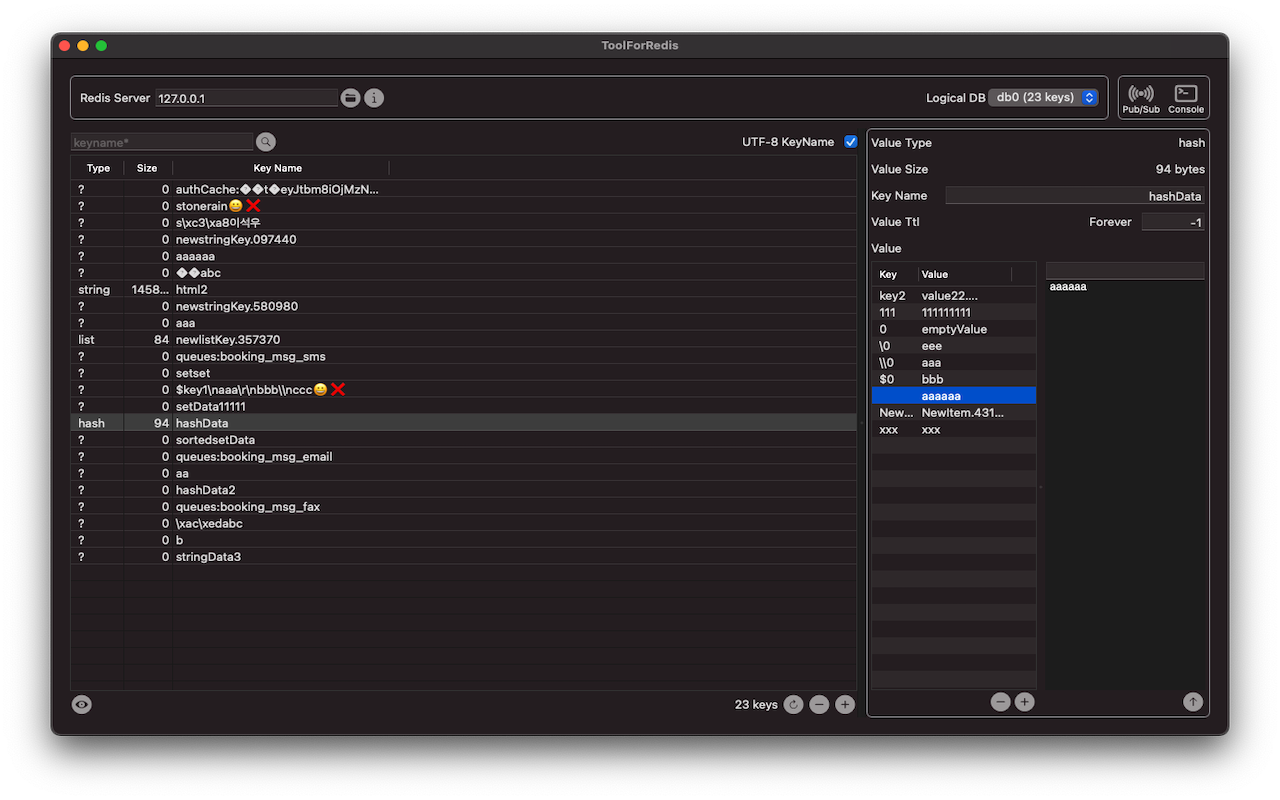 ToolForRedis
Redis Server 127.0.0.1 Logical DB db0 (23 keys)
Pub/Sub Console
keyname* UTF-8 KeyName
Type Size Key Name
? 0 authCache:��t�eyJtbm8iOjMzN...
? 0 stonerain😀❌
? 0 s\xc3\xa8이석우
? 0 newstringKey.097440
? 0 aaaaaa
? 0 ��abc
string 1458... html2
? 0 newstringKey.580980
? 0 aaa
list 84 newlistKey.357370
? 0 queues:booking_msg_sms
? 0 setset
? 0 $key1\naaa\r\nbbb\\nccc😀❌
? 0 setData11111
hash 94 hashData
? 0 sortedsetData
? 0 queues:booking_msg_email
? 0 aa
? 0 hashData2
? 0 queues:booking_msg_fax
? 0 \xac\xedabc
? 0 b
? 0 stringData3
23 keys
Value Type hash
Value Size 94 bytes
Key Name hashData
Value Ttl Forever -1
Value
Key Value
key2 value22....
111 111111111
0 emptyValue
\0 eee
\\0 aaa
$0 bbb
aaaaaa
New... NewItem.431...
xxx xxx
aaaaaa